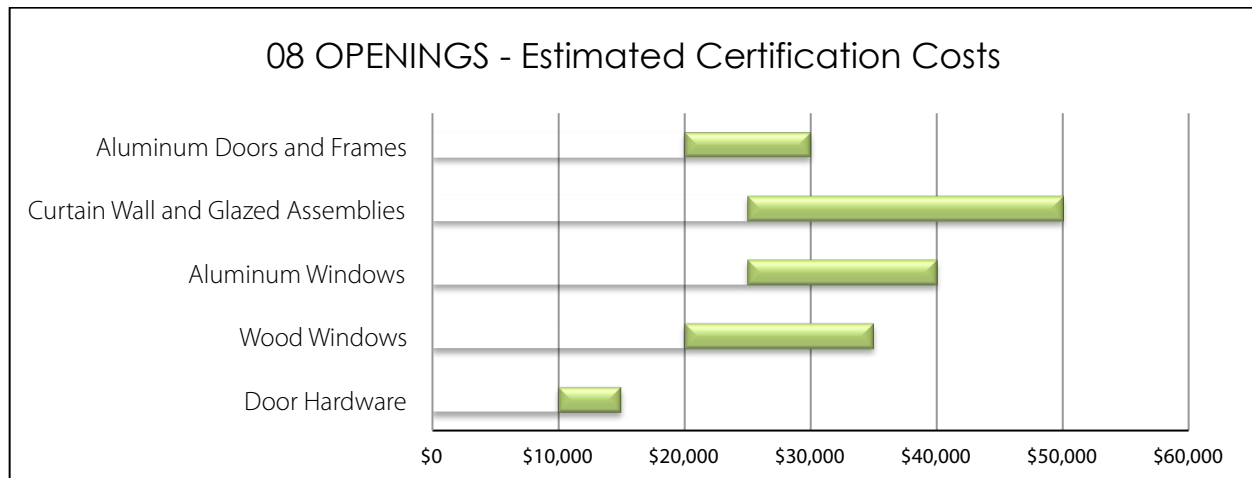 08 OPENINGS - Estimated Certification Costs
Aluminum Doors and Frames
Curtain Wall and Glazed Assemblies
Aluminum Windows
Wood Windows
Door Hardware
$0 $10,000 $20,000 $30,000 $40,000 $50,000 $60,000